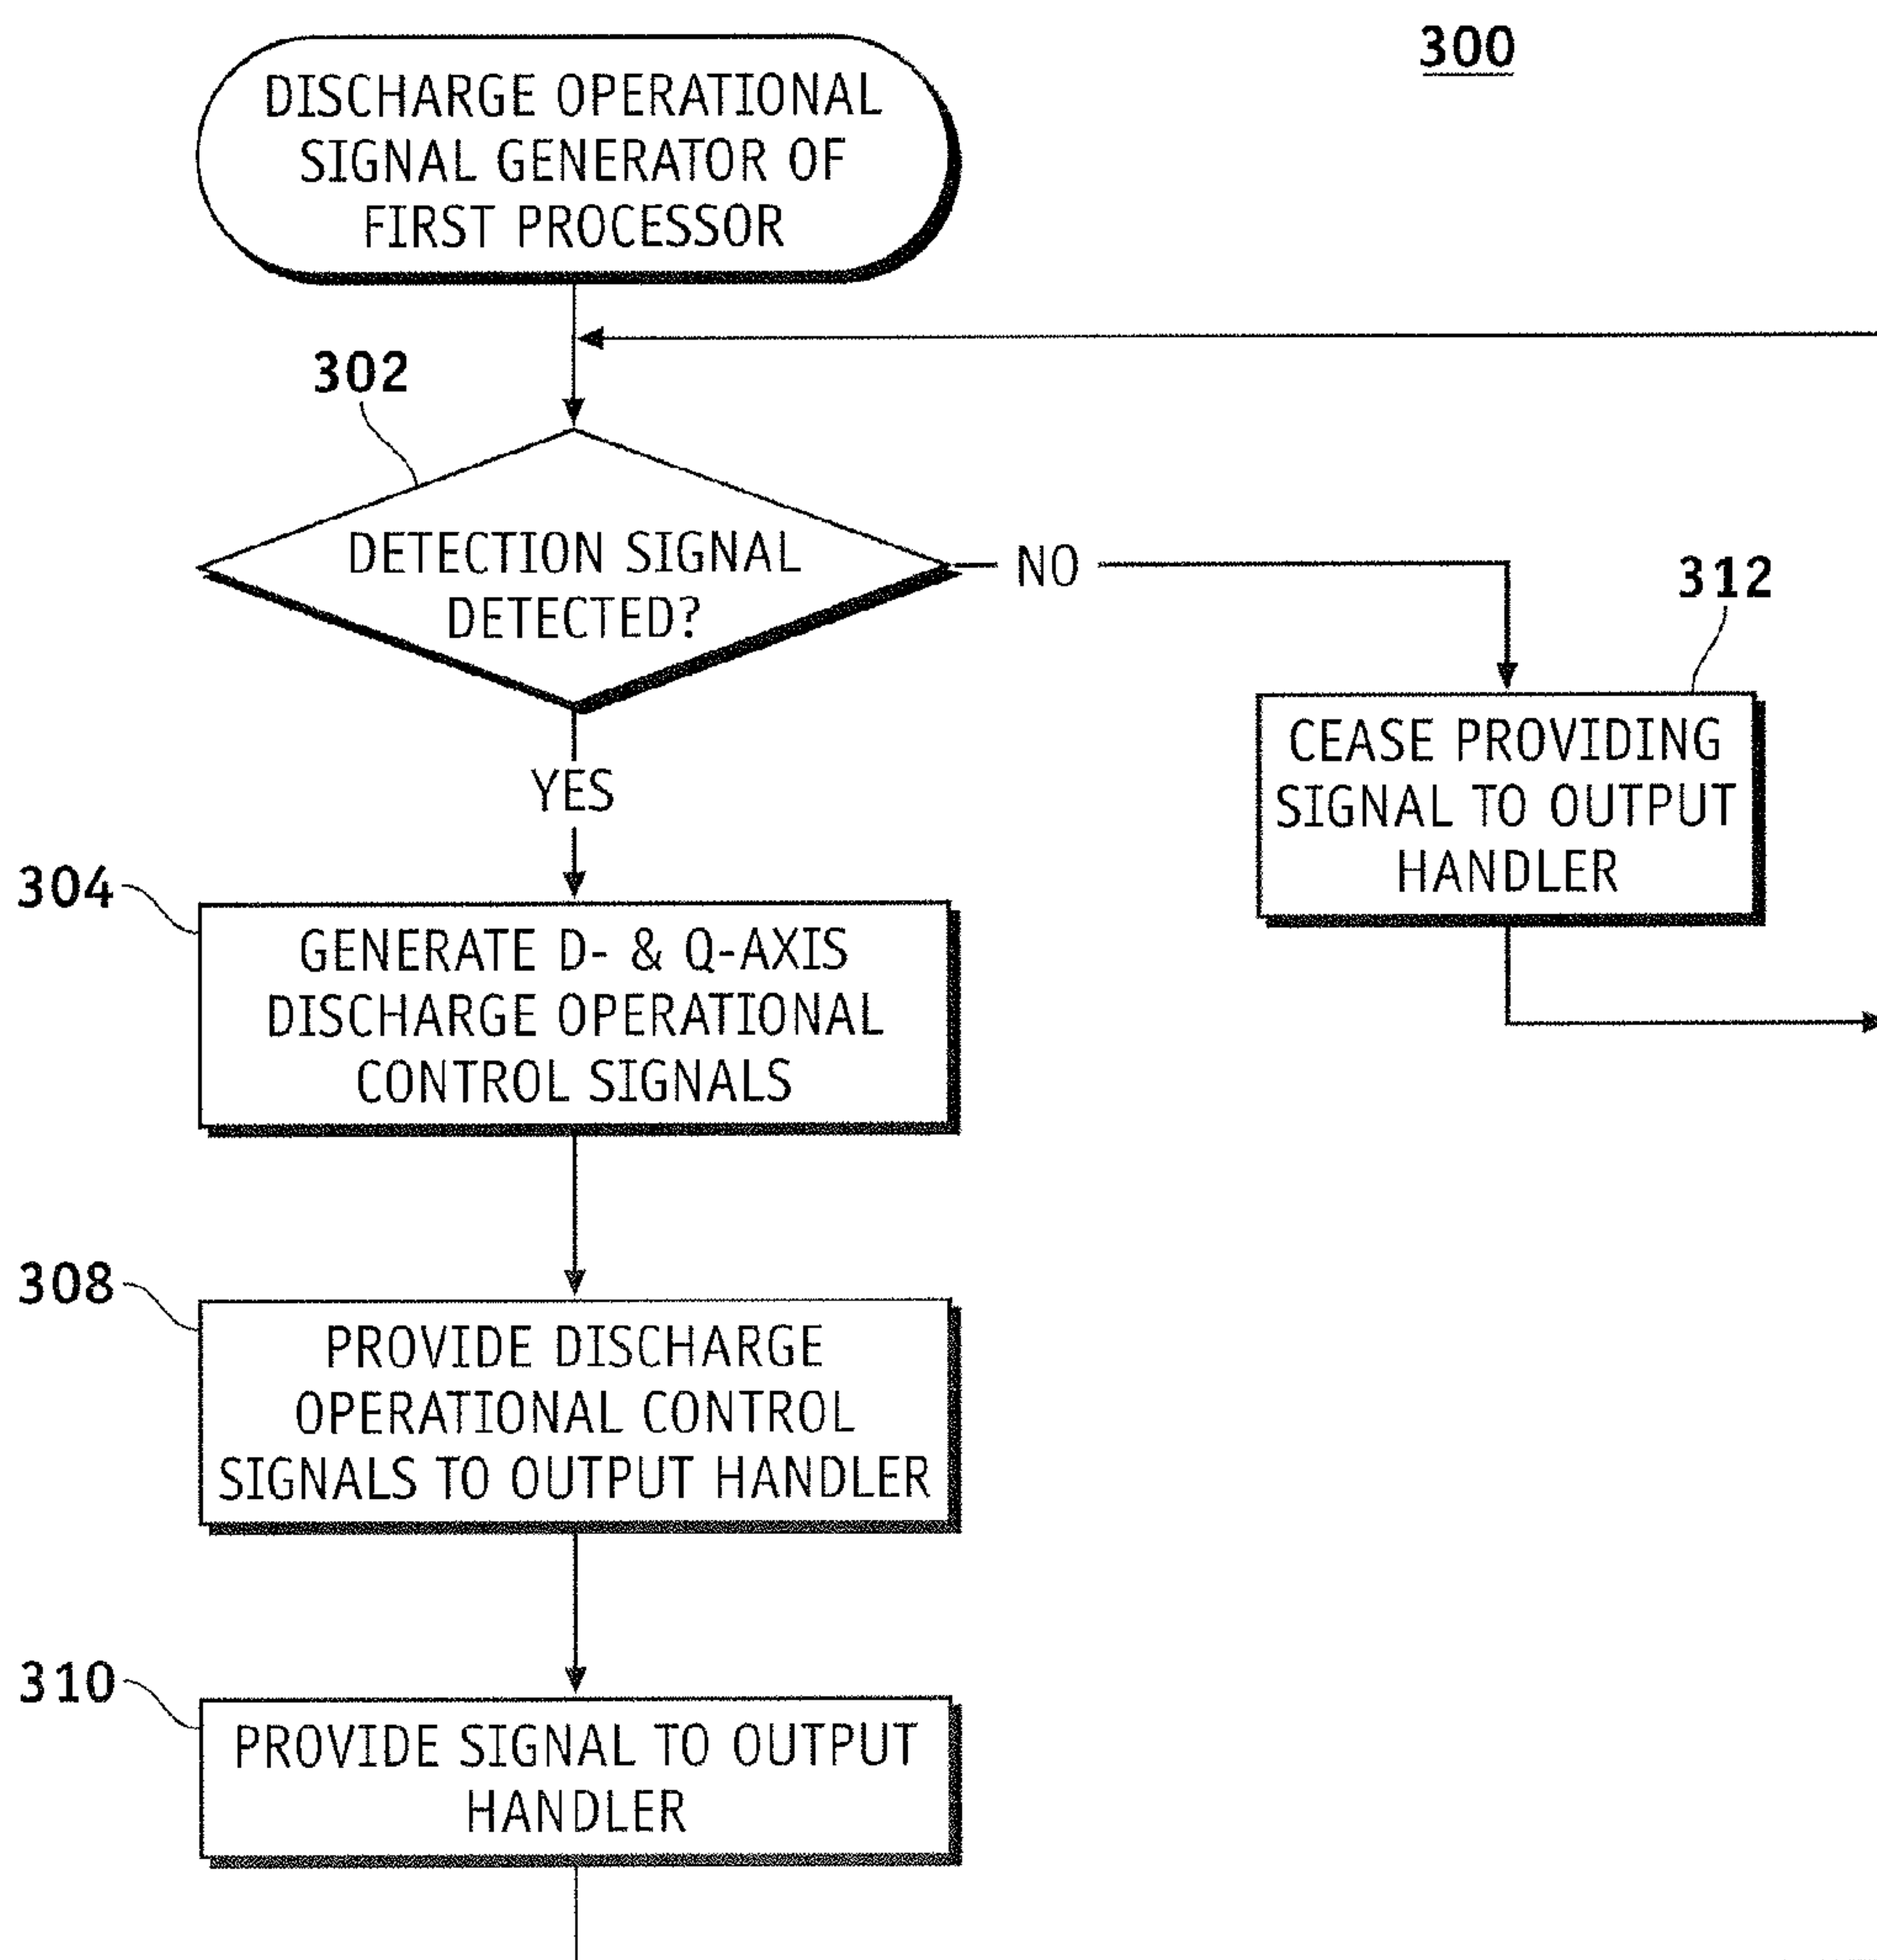 300
DISCHARGE OPERATIONAL
SIGNAL GENERATOR OF
FIRST PROCESSOR
302
DETECTION SIGNAL
DETECTED?
NO
312
CEASE PROVIDING
SIGNAL TO OUTPUT
HANDLER
YES
304
GENERATE D- & Q-AXIS
DISCHARGE OPERATIONAL
CONTROL SIGNALS
308
PROVIDE DISCHARGE
OPERATIONAL CONTROL
SIGNALS TO OUTPUT HANDLER
310
PROVIDE SIGNAL TO OUTPUT
HANDLER